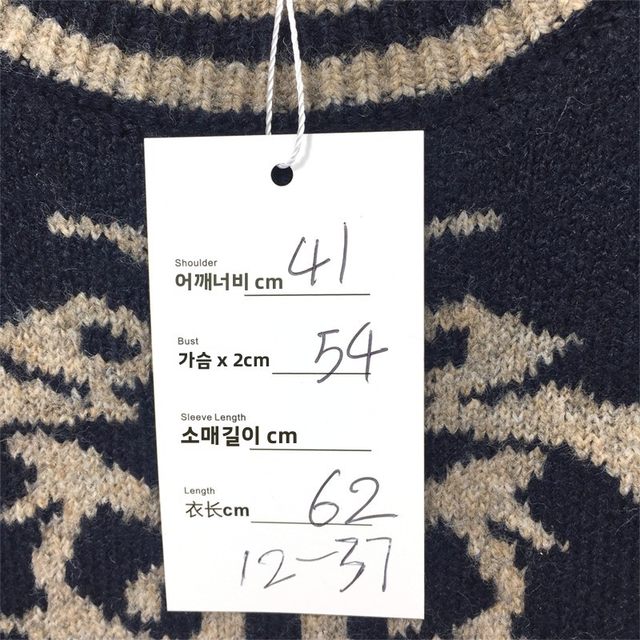 Shoulder
어깨너비 cm 41
Bust
가슴 x 2cm 54
Sleeve Length
소매길이 cm
Length
衣长cm 62
12-37